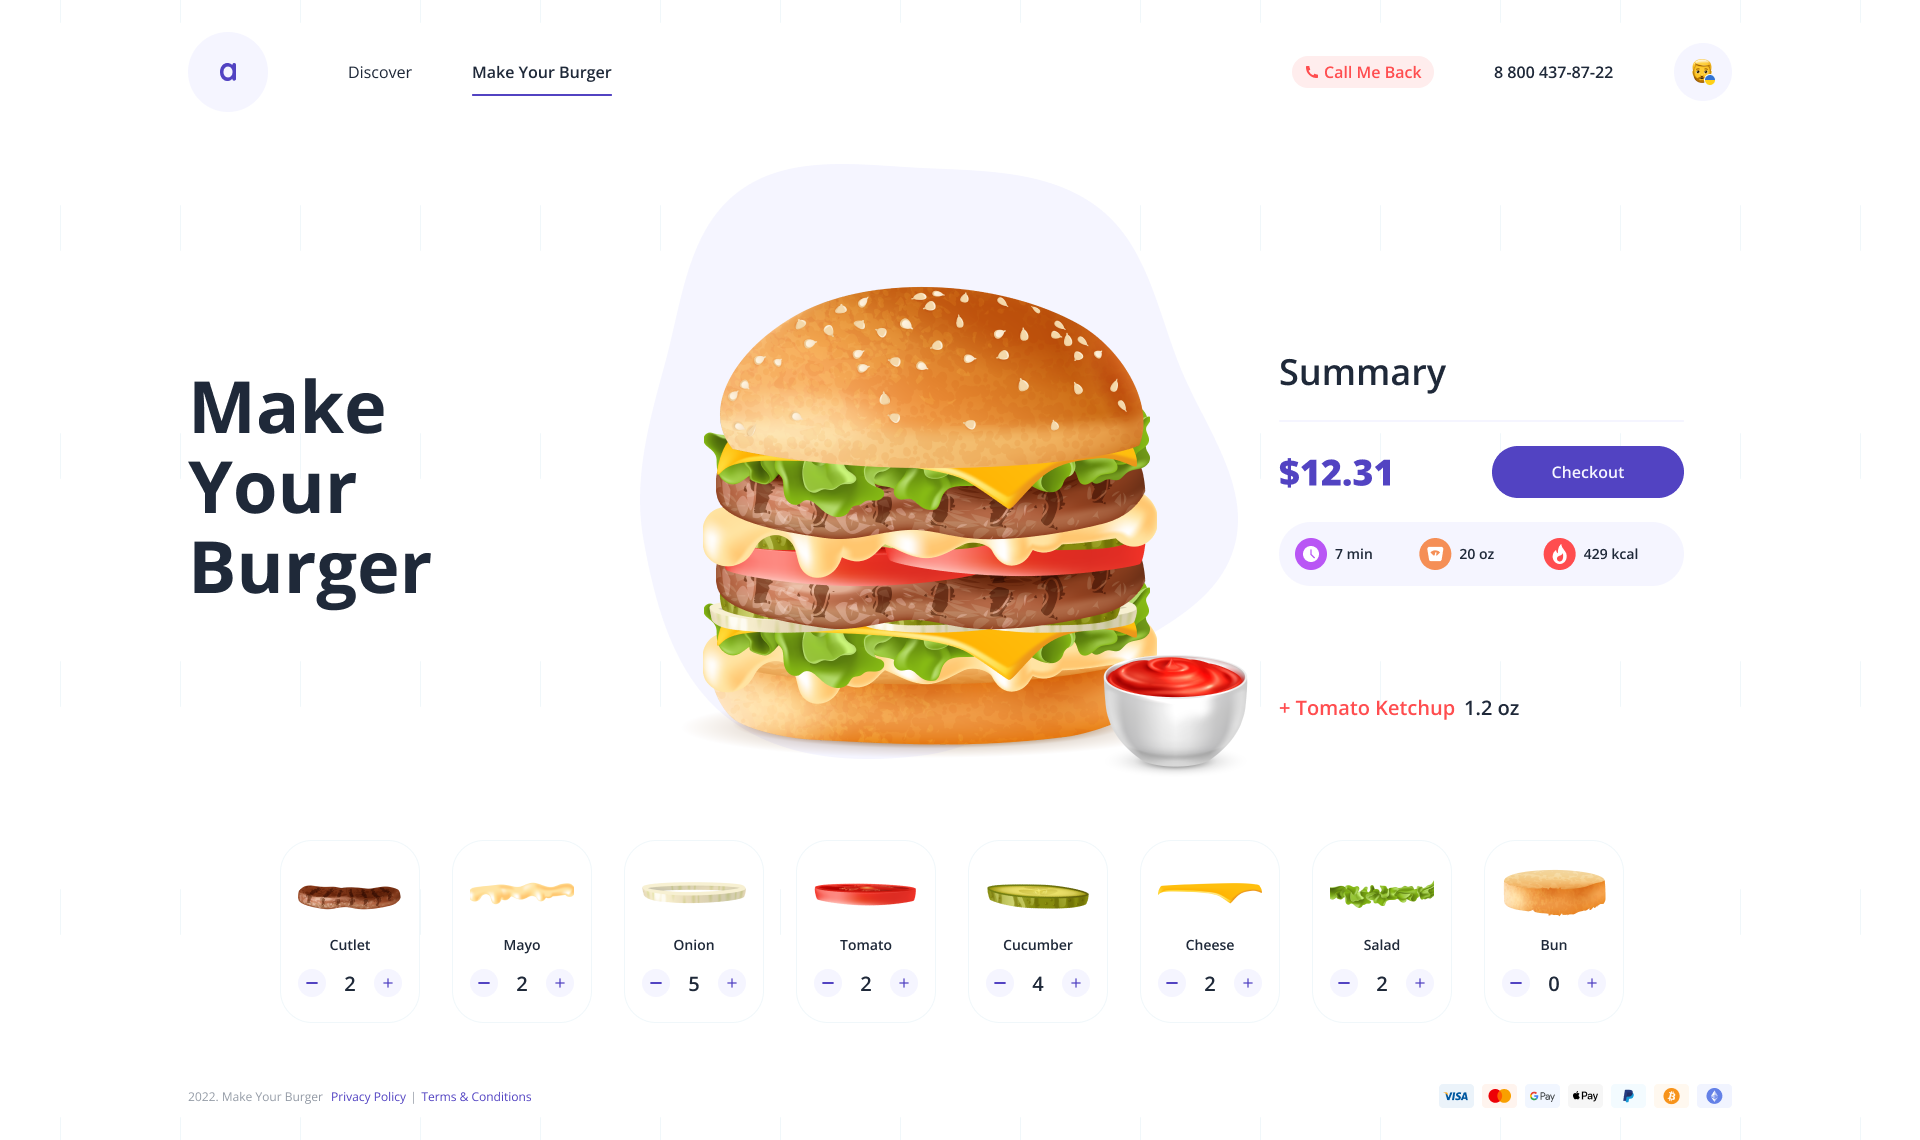 a
Discover
Make Your Burger
Call Me Back
8 800 437-87-22
Make
Your
Burger
Summary
$12.31
Checkout
7 min
20 oz
429 kcal
+ Tomato Ketchup 1.2 oz
Cutlet
Mayo
Onion
Tomato
Cucumber
Cheese
Salad
Bun
− 2 +
− 2 +
− 5 +
− 2 +
− 4 +
− 2 +
− 2 +
− 0 +
2022. Make Your Burger Privacy Policy | Terms & Conditions
VISA
G Pay
Pay